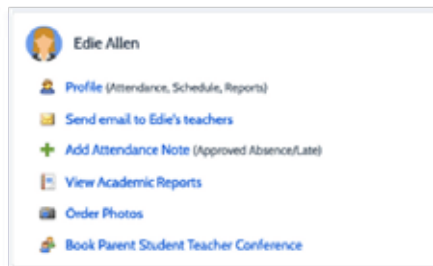 Edie Allen
Profile (Attendance, Schedule, Reports)
Send email to Edie's teachers
Add Attendance Note (Approved Absence/Late)
View Academic Reports
Order Photos
Book Parent Student Teacher Conference